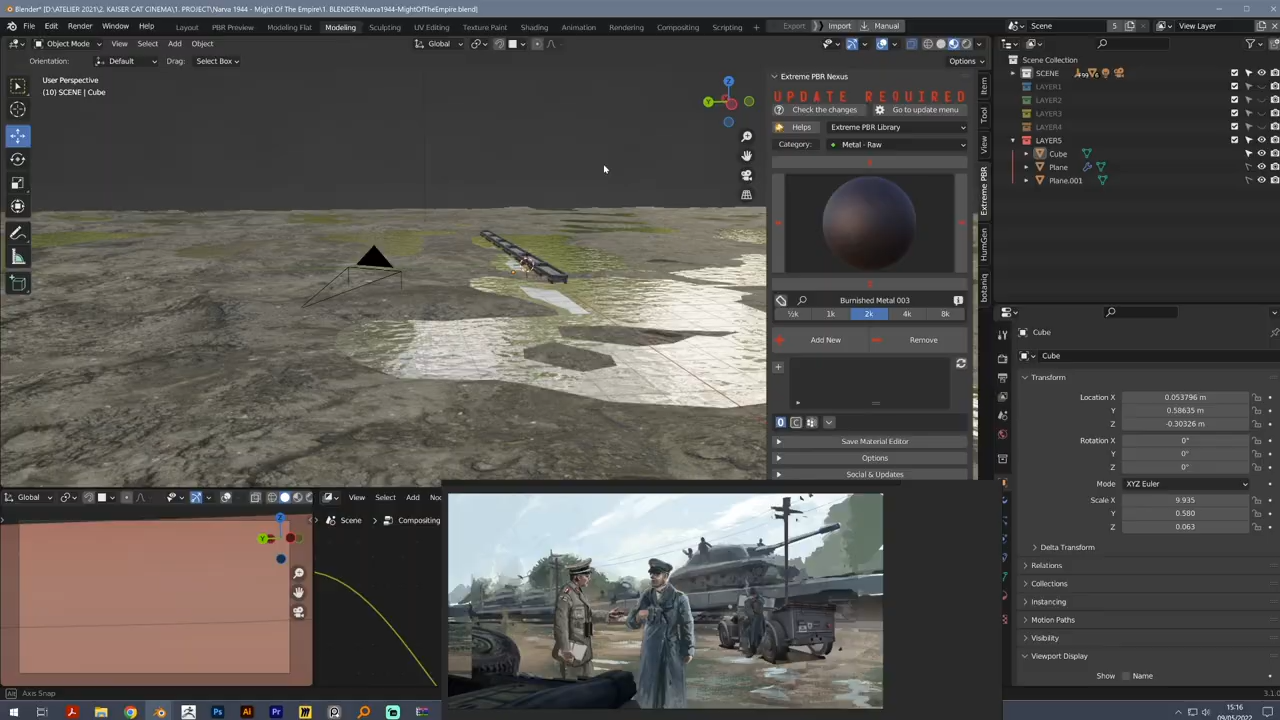 Blender* [D:\ATELIER 2021\2. KAISER CAT CINEMA\1. PROJECT\Narva 1944 - Might Of The Empire\1. BLENDER\Narva1944-MightOfTheEmpire.blend]
File Edit Render Window Help Layout PBR Preview Modeling Flat Modeling Sculpting UV Editing Texture Paint Shading Animation Rendering Compositing Scripting Export Import Manual Scene 5 View Layer
Object Mode View Select Add Object Global
Orientation: Default Drag: Select Box Options
User Perspective
(10) SCENE | Cube
Extreme PBR Nexus
UPDATE REQUIRED
Check the changes Go to update menu
Helps Extreme PBR Library
Category: Metal - Raw
Burnished Metal 003
½k 1k 2k 4k 8k
Add New Remove
Save Material Editor
Options
Social & Updates
Item
Tool
View
Extreme PBR
HumGen
botaniq
Scene Collection
SCENE
LAYER1
LAYER2
LAYER3
LAYER4
LAYER5
Cube
Plane
Plane.001
Cube
Cube
Transform
Location X 0.053796 m
Y 0.58635 m
Z -0.30326 m
Rotation X 0°
Y 0°
Z 0°
Mode XYZ Euler
Scale X 9.935
Y 0.580
Z 0.063
Delta Transform
Relations
Collections
Instancing
Motion Paths
Visibility
Viewport Display
Show Name
Global View Select Add
Scene Compositing
Axis Snap
3.1.
15:16
09/05/2022